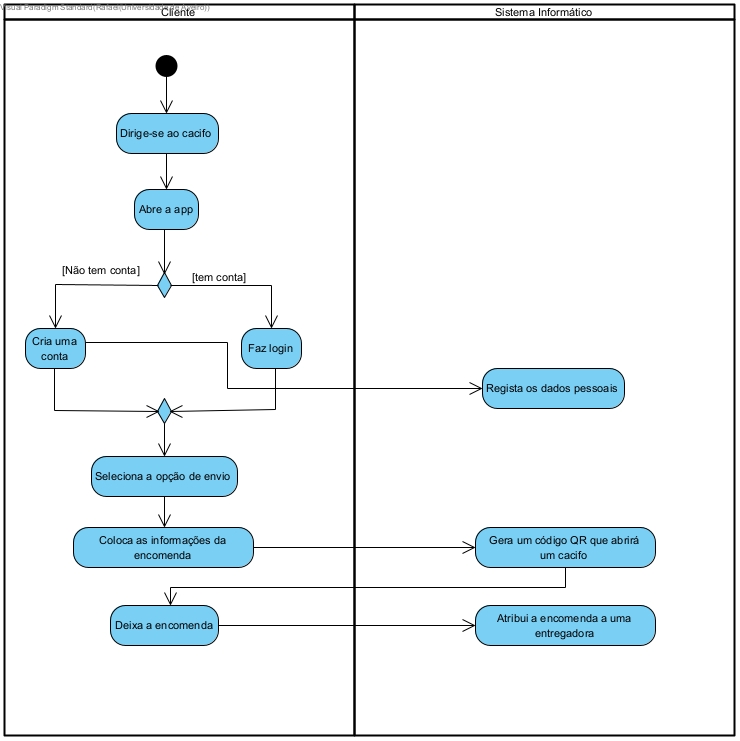 Visual Paradigm Standard(Rafael(Universidade de Aveiro))
Cliente
Sistema Informático
Dirige-se ao cacifo
Abre a app
[Não tem conta]
[tem conta]
Cria uma
conta
Faz login
Regista os dados pessoais
Seleciona a opção de envio
Coloca as informações da
encomenda
Gera um código QR que abrirá
um cacifo
Deixa a encomenda
Atribui a encomenda a uma
entregadora